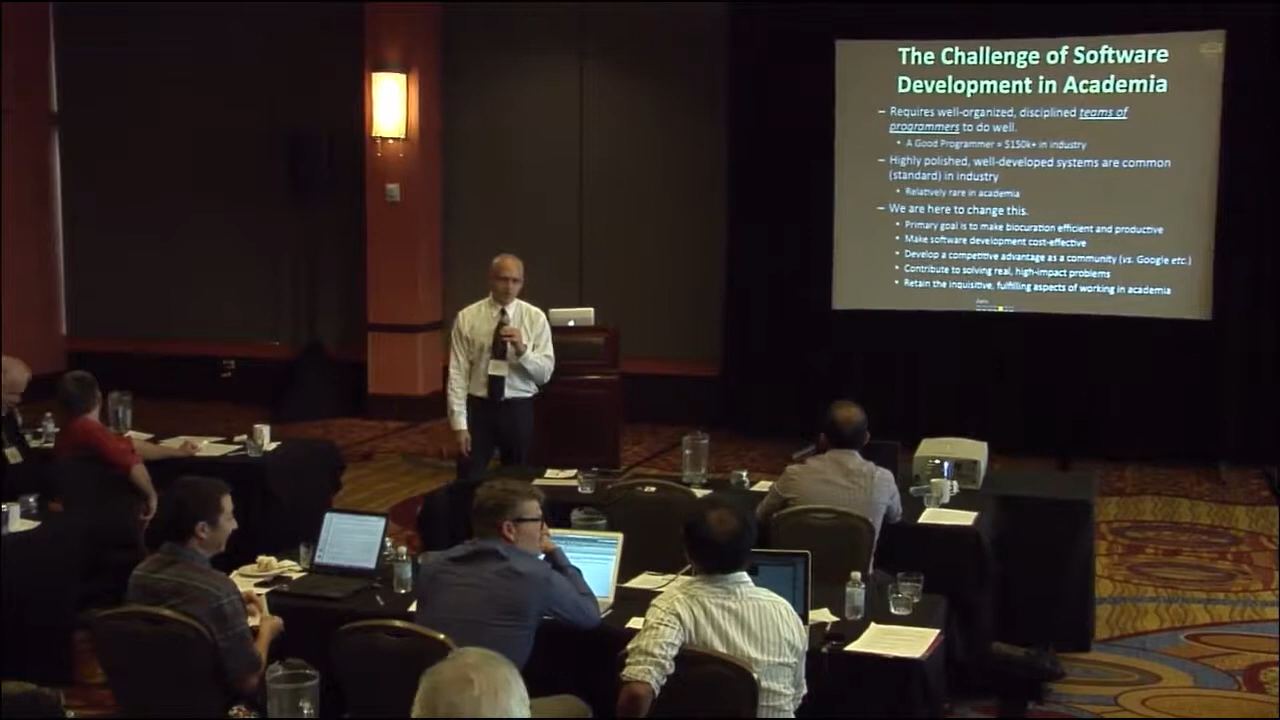 The Challenge of Software
Development in Academia
– Requires well-organized, disciplined teams of
programmers to do well.
• A Good Programmer = $150k+ in industry
– Highly polished, well-developed systems are common
(standard) in industry
• Relatively rare in academia
– We are here to change this.
• Primary goal is to make biocuration efficient and productive
• Make software development cost-effective
• Develop a competitive advantage as a community (vs. Google etc.)
• Contribute to solving real, high-impact problems
• Retain the inquisitive, fulfilling aspects of working in academia